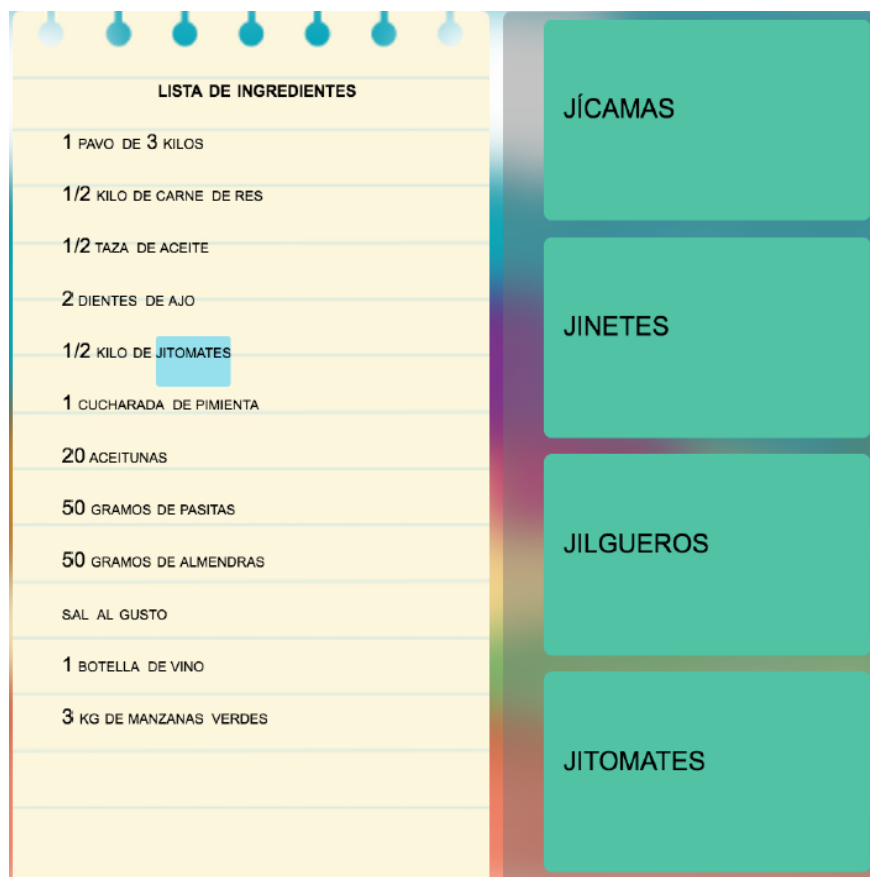 LISTA DE INGREDIENTES
1 PAVO DE 3 KILOS
1/2 KILO DE CARNE DE RES
1/2 TAZA DE ACEITE
2 DIENTES DE AJO
1/2 KILO DE JITOMATES
1 CUCHARADA DE PIMIENTA
20 ACEITUNAS
50 GRAMOS DE PASITAS
50 GRAMOS DE ALMENDRAS
SAL AL GUSTO
1 BOTELLA DE VINO
3 KG DE MANZANAS VERDES
JÍCAMAS
JINETES
JILGUEROS
JITOMATES